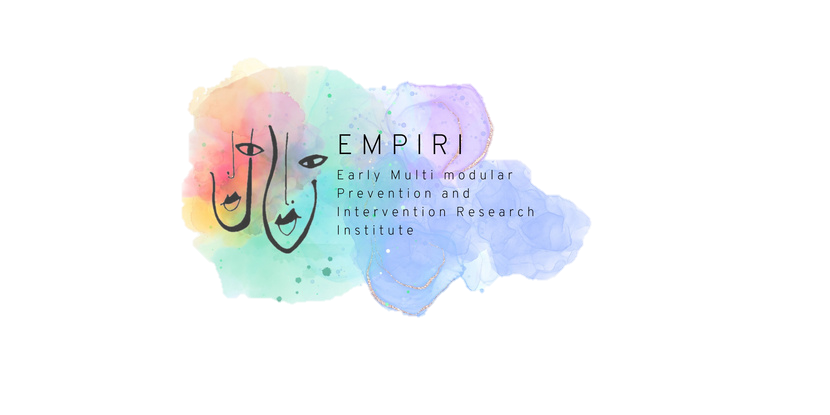 EMPIRI
Early Multi modular
Prevention and
Intervention Research
Institute